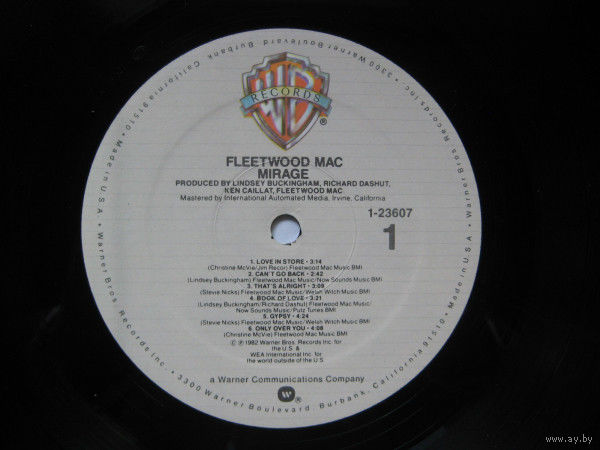 WB
RECORDS
®
FLEETWOOD MAC
MIRAGE
PRODUCED BY LINDSEY BUCKINGHAM, RICHARD DASHUT,
KEN CAILLAT, FLEETWOOD MAC
Mastered by International Automated Media, Irvine, California
1-23607
1
1. LOVE IN STORE • 3:14
(Christine McVie/Jim Recor) Fleetwood Mac Music BMI
2. CAN'T GO BACK • 2:42
(Lindsey Buckingham) Fleetwood Mac Music/Now Sounds Music BMI
3. THAT'S ALRIGHT • 3:09
(Stevie Nicks) Fleetwood Mac Music/Welsh Witch Music BMI
4. BOOK OF LOVE • 3:21
(Lindsey Buckingham/Richard Dashut) Fleetwood Mac Music/
Now Sounds Music/Putz Tunes BMI
5. GYPSY • 4:24
(Stevie Nicks) Fleetwood Mac Music/Welsh Witch Music BMI
6. ONLY OVER YOU • 4:08
(Christine McVie) Fleetwood Mac Music BMI
© ℗ 1982 Warner Bros. Records Inc. for
the U.S. &
WEA International Inc. for
the world outside of the U.S.
a Warner Communications Company
®
Made in U.S.A. • Warner Bros. Records Inc. • 3300 Warner Boulevard, Burbank, California 91510 • Made in U.S.A. • Warner Bros. Records Inc. • 3300 Warner Boulevard, Burbank, California 91510 •
www.ay.by